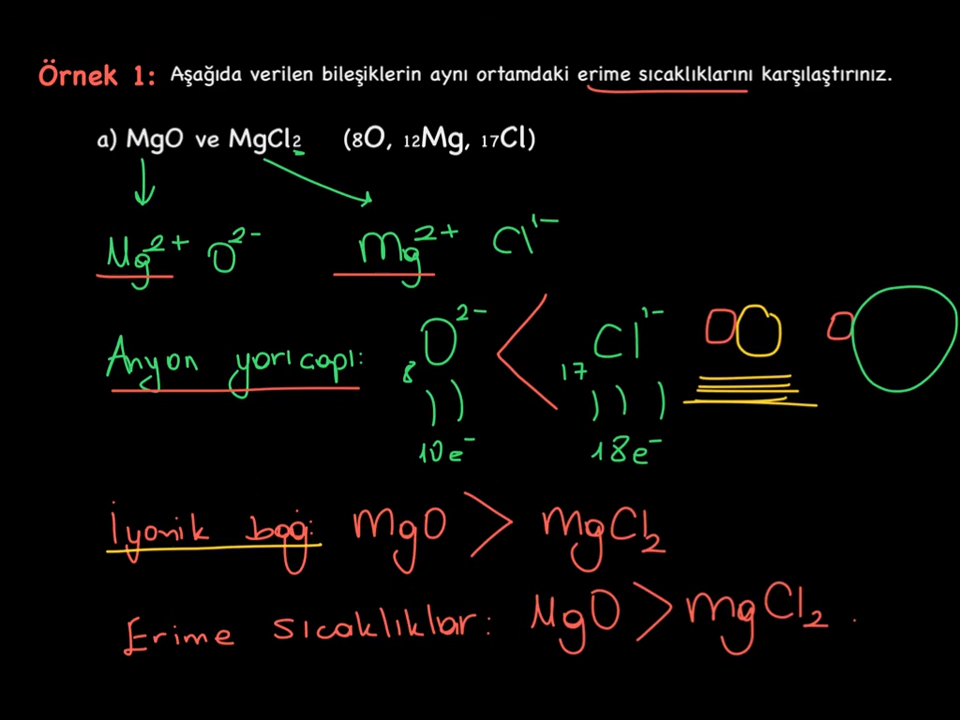 Örnek 1: Aşağıda verilen bileşiklerin aynı ortamdaki erime sıcaklıklarını karşılaştırınız.
a) MgO ve MgCl₂ (₈O, ₁₂Mg, ₁₇Cl)
Mg²⁺ O²⁻ Mg²⁺ Cl¹⁻
Anyon yarıçapı: ₈O²⁻ < ₁₇Cl¹⁻
10e⁻ 18e⁻
İyonik bağ: MgO > MgCl₂
Erime sıcaklıklar: MgO > MgCl₂.